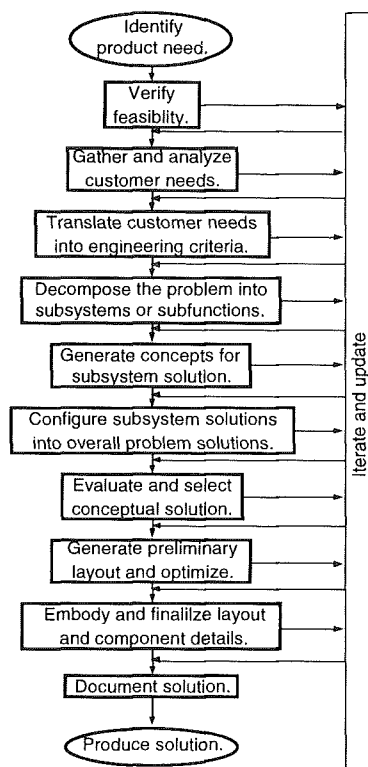 Identify
product need.
Verify
feasiblity.
Gather and analyze
customer needs.
Translate customer needs
into engineering criteria.
Decompose the problem into
subsystems or subfunctions.
Generate concepts for
subsystem solution.
Configure subsystem solutions
into overall problem solutions.
Evaluate and select
conceptual solution.
Generate preliminary
layout and optimize.
Embody and finalilze layout
and component details.
Document solution.
Produce solution.
Iterate and update